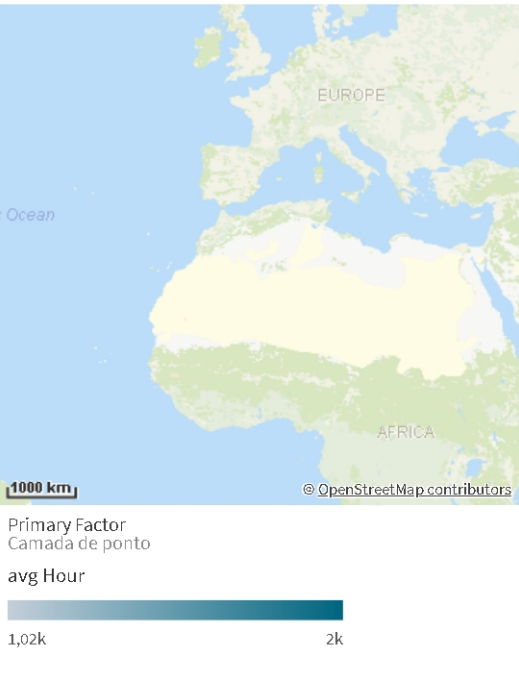 EUROPE
c Ocean
AFRICA
1000 km
© OpenStreetMap contributors
Primary Factor
Camada de ponto
avg Hour
1,02k
2k